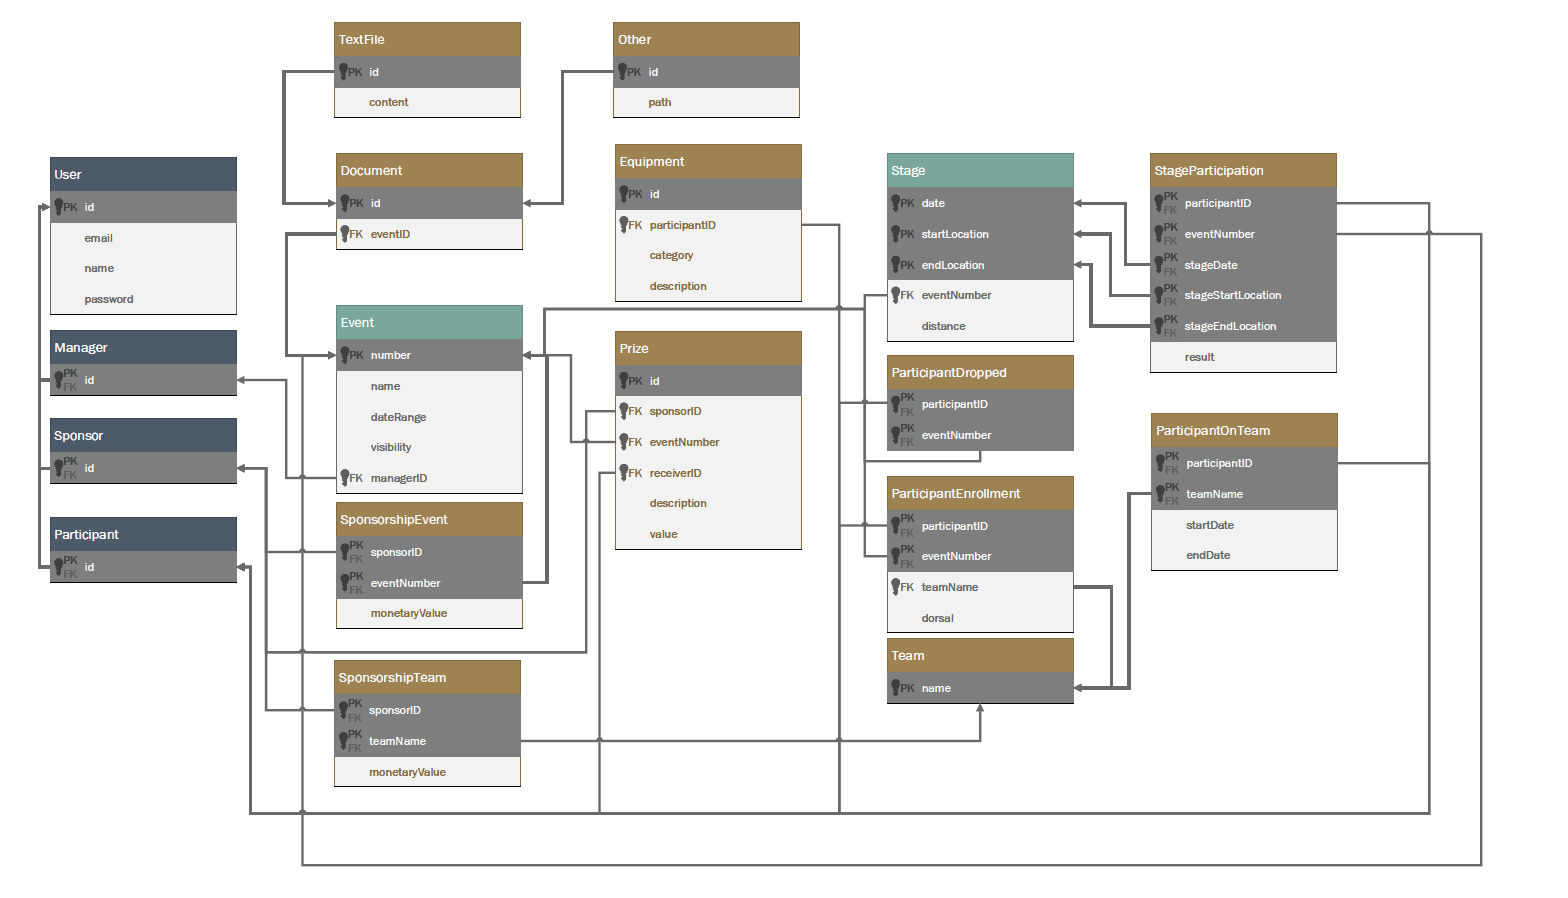 TextFile
PK id
content
Other
PK id
path
User
PK id
email
name
password
Document
PK id
FK eventID
Equipment
PK id
FK participantID
category
description
Stage
PK date
PK startLocation
PK endLocation
FK eventNumber
distance
StageParticipation
PK FK participantID
PK FK eventNumber
PK FK stageDate
PK FK stageStartLocation
PK FK stageEndLocation
result
Manager
PK FK id
Event
PK number
name
dateRange
visibility
FK managerID
Prize
PK id
FK sponsorID
FK eventNumber
FK receiverID
description
value
ParticipantDropped
PK FK participantID
PK FK eventNumber
Sponsor
PK FK id
ParticipantOnTeam
PK FK participantID
PK FK teamName
startDate
endDate
Participant
PK FK id
SponsorshipEvent
PK FK sponsorID
PK FK eventNumber
monetaryValue
ParticipantEnrollment
PK FK participantID
PK FK eventNumber
FK teamName
dorsal
Team
PK name
SponsorshipTeam
PK FK sponsorID
PK FK teamName
monetaryValue